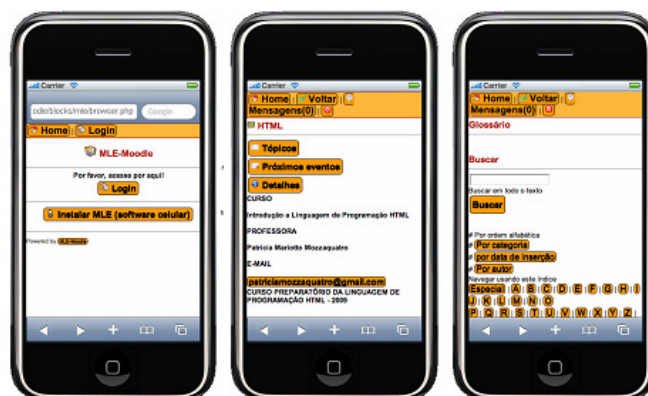 Carrier
odle/blocks/mle/browser.php Google
Home | Login
MLE-Moodle
Por favor, acesse por aqui!
Login
Instalar MLE (software celular)
Powered by MLE-Moodle
Carrier
Home | Voltar |
Mensagens(0) |
HTML
Tópicos
Próximos eventos
Detalhes
CURSO
Introdução a Linguagem de Programação HTML
PROFESSORA
Patricia Mariotto Mozzaquatro
E-MAIL
patriciamozzaquatro@gmail.com
CURSO PREPARATÓRIO DA LINGUAGEM DE
PROGRAMAÇÃO HTML - 2009
Carrier
Home | Voltar |
Mensagens(0) |
Glossário
Buscar
Buscar em todo o texto
Buscar
# Por ordem alfabética
# Por categoria
# por data de inserção
# Por autor
Navegar usando este índice
Especial | A | B | C | D | E | F | G | H | I
J | K | L | M | N | O
P | Q | R | S | T | U | V | W | X | Y | Z |